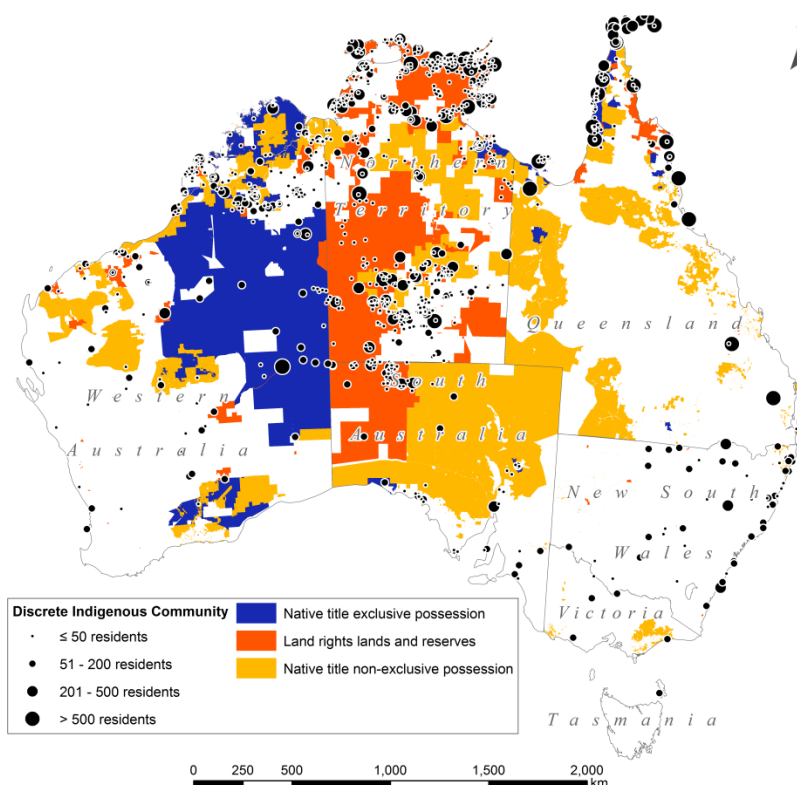 Northern
Territory
Queensland
Western
Australia
South
Australia
New South
Wales
Victoria
Tasmania
Discrete Indigenous Community
≤ 50 residents
51 - 200 residents
201 - 500 residents
> 500 residents
Native title exclusive possession
Land rights lands and reserves
Native title non-exclusive possession
0 250 500 1,000 1,500 2,000
km